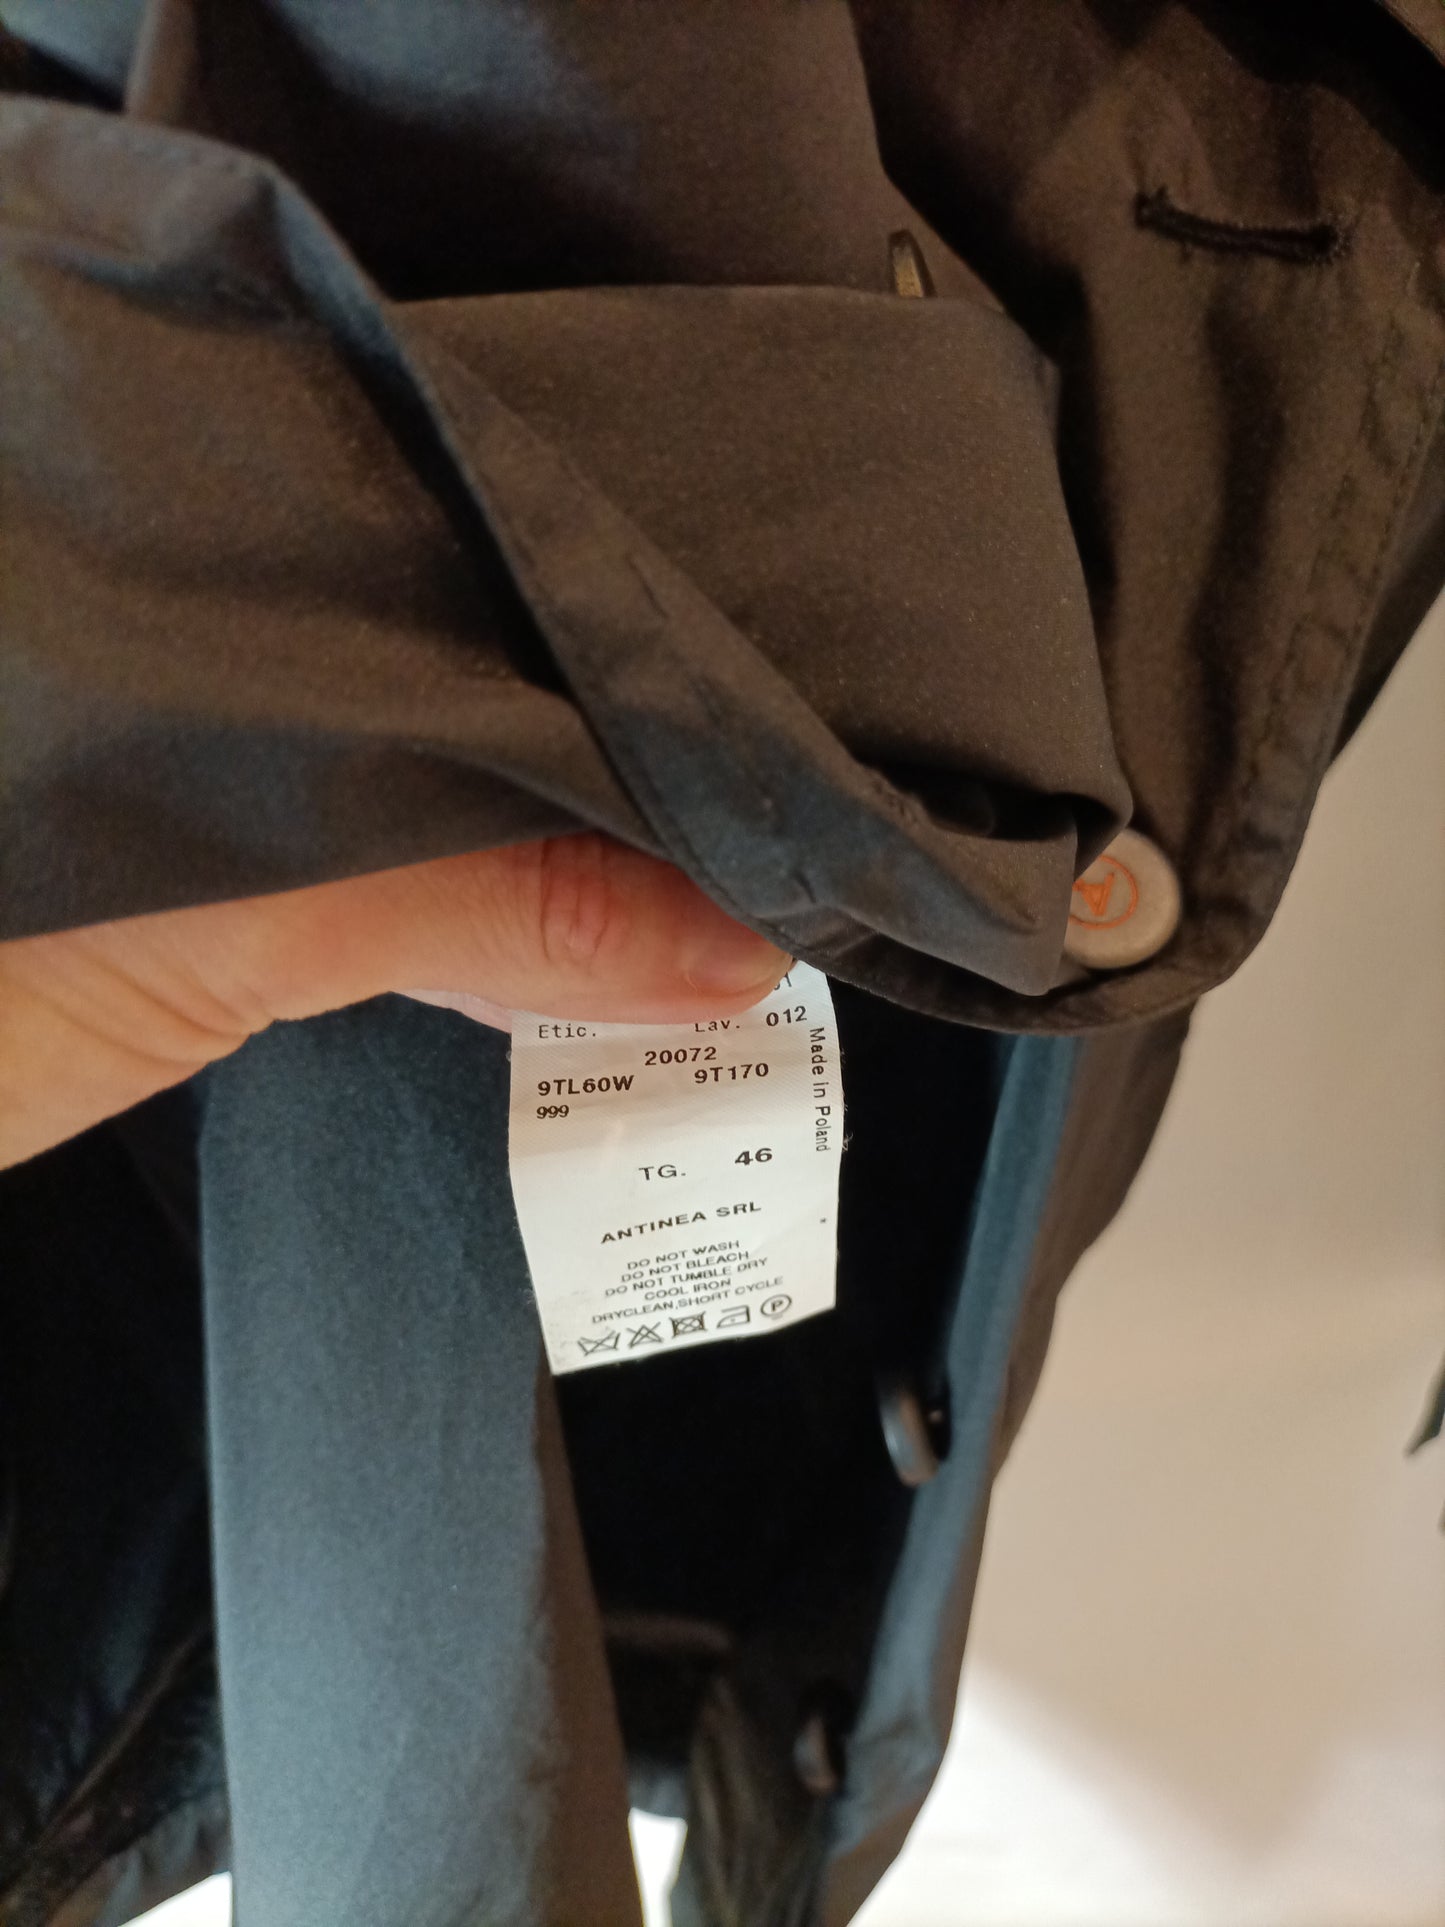 Etic. Lav. 012
20072
9TL60W 9T170
999
TG. 46
ANTINEA SRL
DO NOT WASH
DO NOT BLEACH
DO NOT TUMBLE DRY
COOL IRON
DRYCLEAN,SHORT CYCLE
P
Made in Poland
A